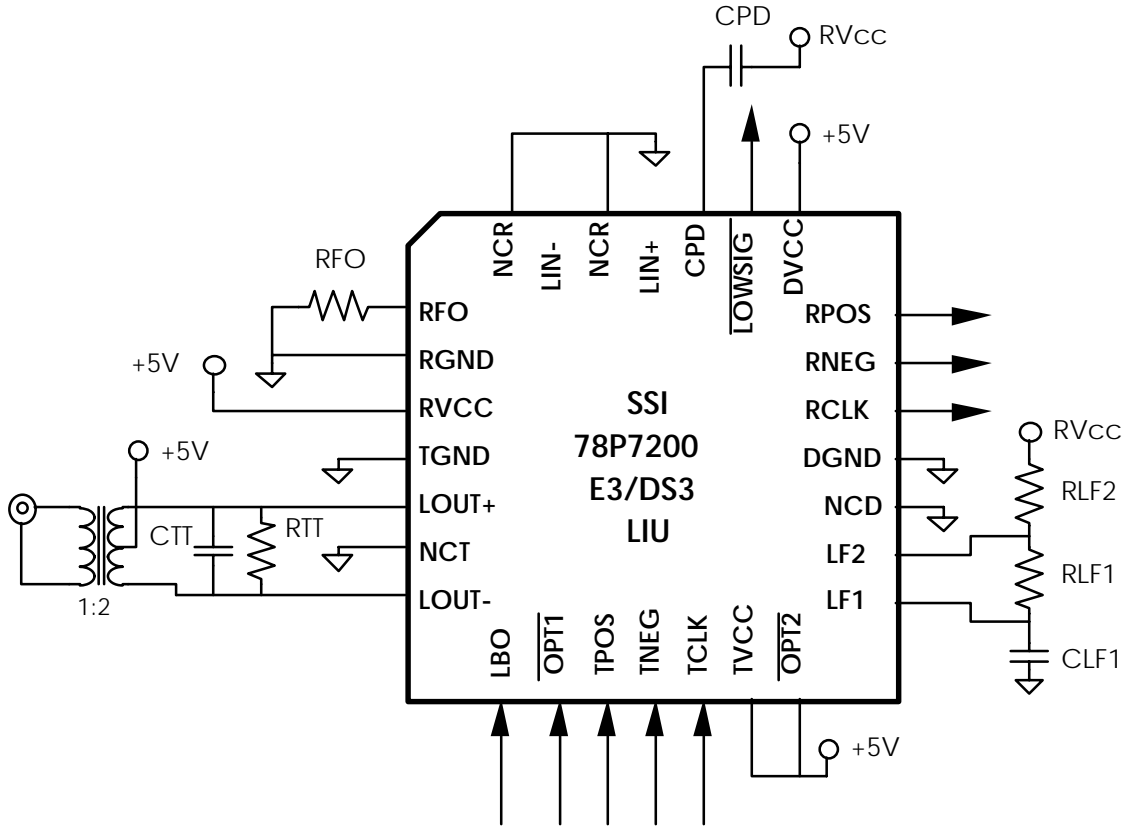 CPD
RVcc
+5V
NCR
LIN-
NCR
LIN+
CPD
LOWSIG
DVCC
RFO
RFO
RGND
+5V
RVCC
TGND
+5V
LOUT+
CTT
RTT
NCT
LOUT-
1:2
SSI
78P7200
E3/DS3
LIU
RPOS
RNEG
RCLK
DGND
NCD
LF2
LF1
RVcc
RLF2
RLF1
CLF1
LBO
OPT1
TPOS
TNEG
TCLK
TVCC
OPT2
+5V